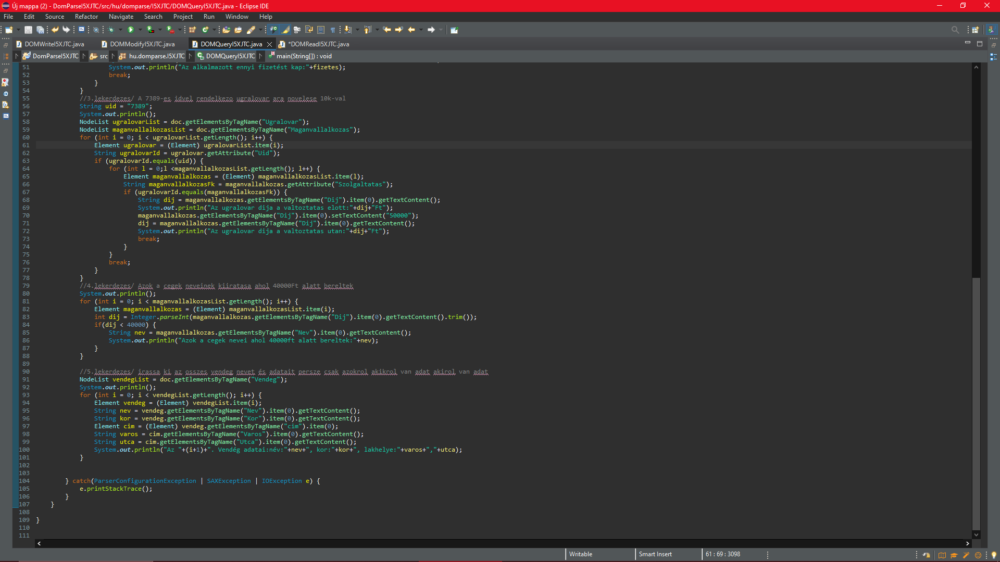 Új mappa (2) - DomParseI5XJTC/src/hu/domparse/I5XJTC/DOMQueryI5XJTC.java - Eclipse IDE
File Edit Source Refactor Navigate Search Project Run Window Help
DOMWriteI5XJTC.java DOMModifyI5XJTC.java DOMQueryI5XJTC.java *DOMReadI5XJTC.java
DomParseI5XJTC src hu.domparse.I5XJTC DOMQueryI5XJTC main(String[]) : void
51 System.out.println("Az alkalmazott ennyi fizetést kap:"+fizetes);
52 break;
53 }
54 }
55 //3.lekerdezes/ A 7389-es idvel rendelkezo ugralovar ara novelese 10k-val
56 String uid = "7389";
57 System.out.println();
58 NodeList ugralovarList = doc.getElementsByTagName("Ugralovar");
59 NodeList maganvallalkozasList = doc.getElementsByTagName("Maganvallalkozas");
60 for (int i = 0; i < ugralovarList.getLength(); i++) {
61 Element ugralovar = (Element) ugralovarList.item(i);
62 String ugralovarId = ugralovar.getAttribute("Uid");
63 if (ugralovarId.equals(uid)) {
64 for (int l = 0;l <maganvallalkozasList.getLength(); l++) {
65 Element maganvallalkozas = (Element) maganvallalkozasList.item(l);
66 String maganvallalkozasFk = maganvallalkozas.getAttribute("Szolgaltatas");
67 if (ugralovarId.equals(maganvallalkozasFk)) {
68 String dij = maganvallalkozas.getElementsByTagName("Dij").item(0).getTextContent();
69 System.out.println("Az ugralovar dija a valtoztatas elott:"+dij+"Ft");
70 maganvallalkozas.getElementsByTagName("Dij").item(0).setTextContent("50000");
71 dij = maganvallalkozas.getElementsByTagName("Dij").item(0).getTextContent();
72 System.out.println("Az ugralovar dija a valtoztatas utan:"+dij+"Ft");
73 break;
74 }
75 }
76 break;
77 }
78 }
79 //4.lekerdezes/ Azok a cegek neveinek kiiratasa ahol 40000Ft alatt bereltek
80 System.out.println();
81 for (int i = 0; i < maganvallalkozasList.getLength(); i++) {
82 Element maganvallalkozas = (Element) maganvallalkozasList.item(i);
83 int dij = Integer.parseInt(maganvallalkozas.getElementsByTagName("Dij").item(0).getTextContent().trim());
84 if(dij < 40000) {
85 String nev = maganvallalkozas.getElementsByTagName("Nev").item(0).getTextContent();
86 System.out.println("Azok a cegek nevei ahol 40000ft alatt bereltek:"+nev);
87 }
88 }
89
90 //5.lekerdezes/ irassa ki az osszes vendeg nevet és adatait persze csak azokrol akikrol van adat akirol van adat
91 NodeList vendegList = doc.getElementsByTagName("Vendeg");
92 System.out.println();
93 for (int i = 0; i < vendegList.getLength(); i++) {
94 Element vendeg = (Element) vendegList.item(i);
95 String nev = vendeg.getElementsByTagName("Nev").item(0).getTextContent();
96 String kor = vendeg.getElementsByTagName("Kor").item(0).getTextContent();
97 Element cim = (Element) vendeg.getElementsByTagName("cim").item(0);
98 String varos = cim.getElementsByTagName("Varos").item(0).getTextContent();
99 String utca = cim.getElementsByTagName("Utca").item(0).getTextContent();
100 System.out.println("Az "+(i+1)+". Vendég adatai:név:"+nev+", kor:"+kor+", lakhelye:"+varos+","+utca);
101 }
102
103
104 } catch(ParserConfigurationException | SAXException | IOException e) {
105 e.printStackTrace();
106 }
107 }
108
109 }
110
111
Writable Smart Insert 61 : 69 : 3098